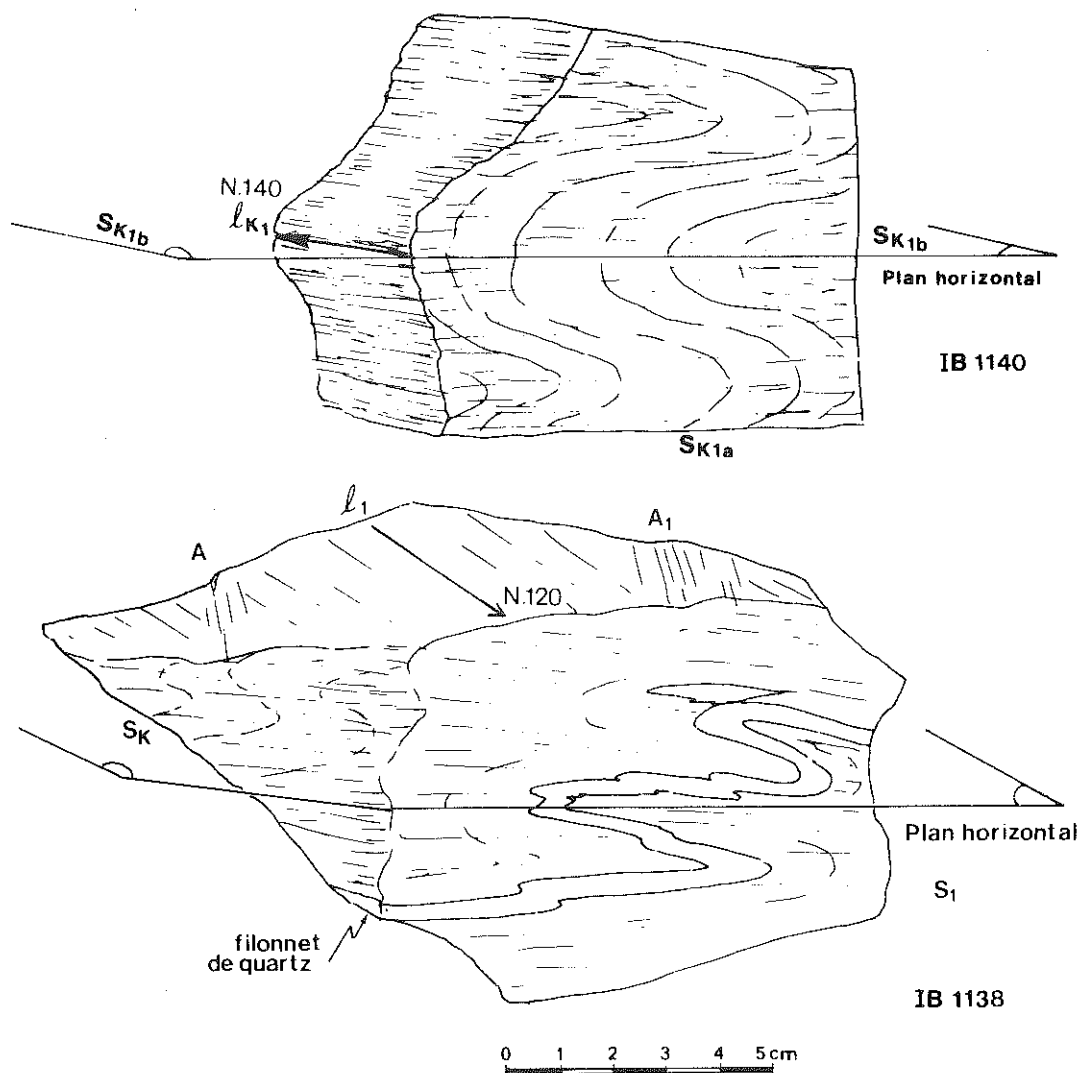 N.140
ℓK1
SK1b
SK1b
Plan horizontal
IB 1140
SK1a
ℓ1
A
A1
N.120
SK
Plan horizontal
S1
filonnet
de quartz
IB 1138
0 1 2 3 4 5 cm